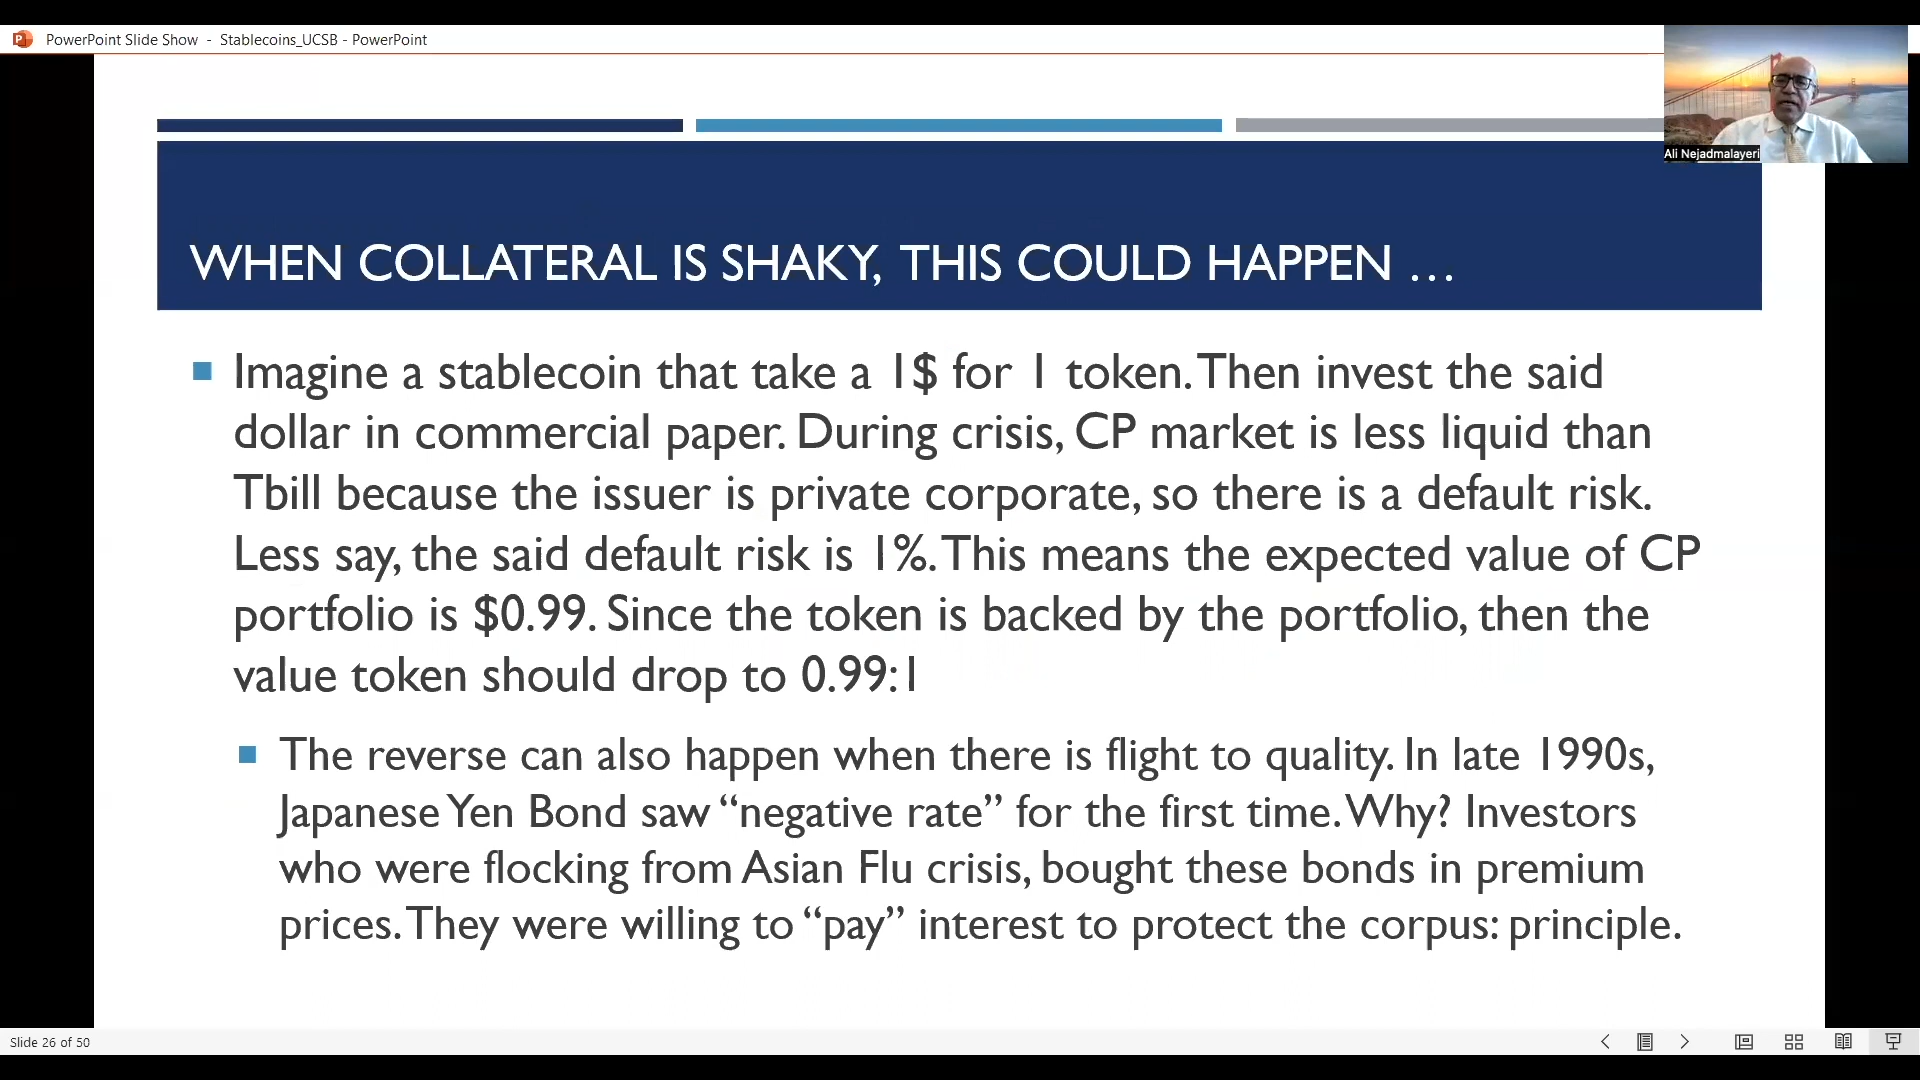 PowerPoint Slide Show - Stablecoins_UCSB - PowerPoint
Ali Nejadmalayeri
WHEN COLLATERAL IS SHAKY, THIS COULD HAPPEN …
Imagine a stablecoin that take a 1$ for 1 token. Then invest the said
dollar in commercial paper. During crisis, CP market is less liquid than
Tbill because the issuer is private corporate, so there is a default risk.
Less say, the said default risk is 1%. This means the expected value of CP
portfolio is $0.99. Since the token is backed by the portfolio, then the
value token should drop to 0.99:1
The reverse can also happen when there is flight to quality. In late 1990s,
Japanese Yen Bond saw “negative rate” for the first time. Why? Investors
who were flocking from Asian Flu crisis, bought these bonds in premium
prices. They were willing to “pay” interest to protect the corpus: principle.
Slide 26 of 50